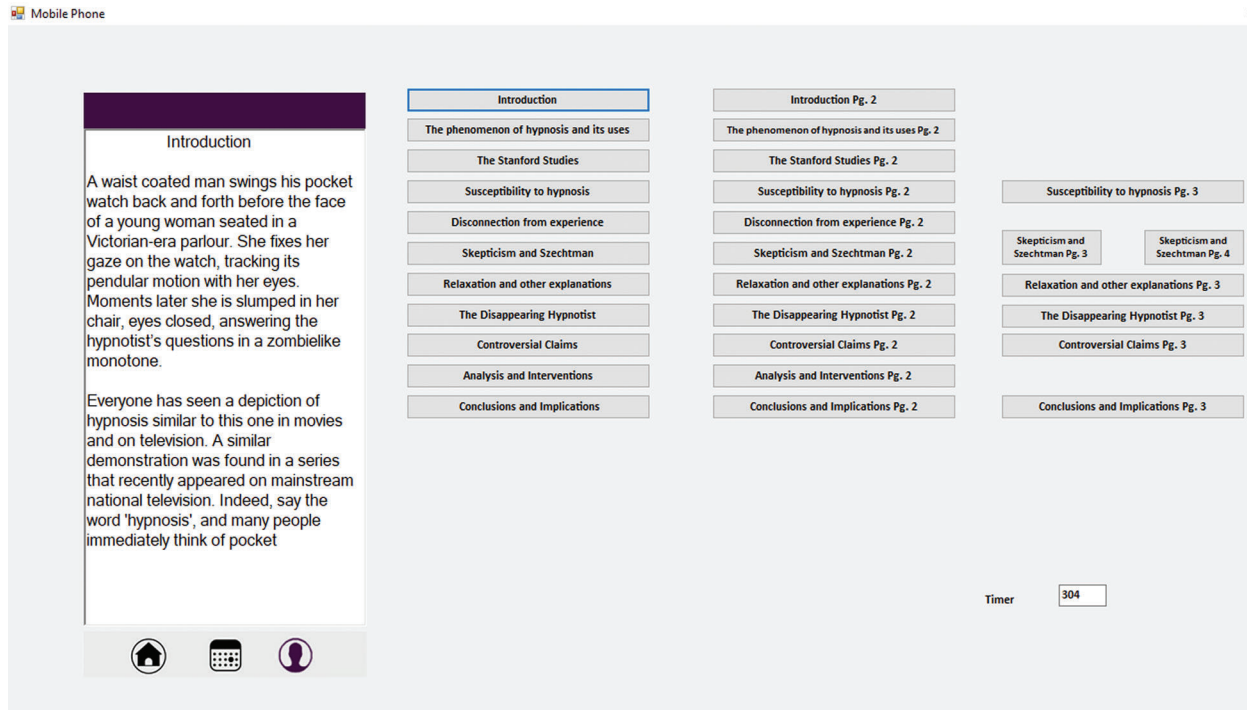 Mobile Phone
Introduction
A waist coated man swings his pocket
watch back and forth before the face
of a young woman seated in a
Victorian-era parlour. She fixes her
gaze on the watch, tracking its
pendular motion with her eyes.
Moments later she is slumped in her
chair, eyes closed, answering the
hypnotist's questions in a zombielike
monotone.
Everyone has seen a depiction of
hypnosis similar to this one in movies
and on television. A similar
demonstration was found in a series
that recently appeared on mainstream
national television. Indeed, say the
word 'hypnosis', and many people
immediately think of pocket
Introduction
Introduction Pg. 2
The phenomenon of hypnosis and its uses
The phenomenon of hypnosis and its uses Pg. 2
The Stanford Studies
The Stanford Studies Pg. 2
Susceptibility to hypnosis
Susceptibility to hypnosis Pg. 2
Susceptibility to hypnosis Pg. 3
Disconnection from experience
Disconnection from experience Pg. 2
Skepticism and Szechtman
Skepticism and Szechtman Pg. 2
Skepticism and
Szechtman Pg. 3
Skepticism and
Szechtman Pg. 4
Relaxation and other explanations
Relaxation and other explanations Pg. 2
Relaxation and other explanations Pg. 3
The Disappearing Hypnotist
The Disappearing Hypnotist Pg. 2
The Disappearing Hypnotist Pg. 3
Controversial Claims
Controversial Claims Pg. 2
Controversial Claims Pg. 3
Analysis and Interventions
Analysis and Interventions Pg. 2
Conclusions and Implications
Conclusions and Implications Pg. 2
Conclusions and Implications Pg. 3
Timer
304